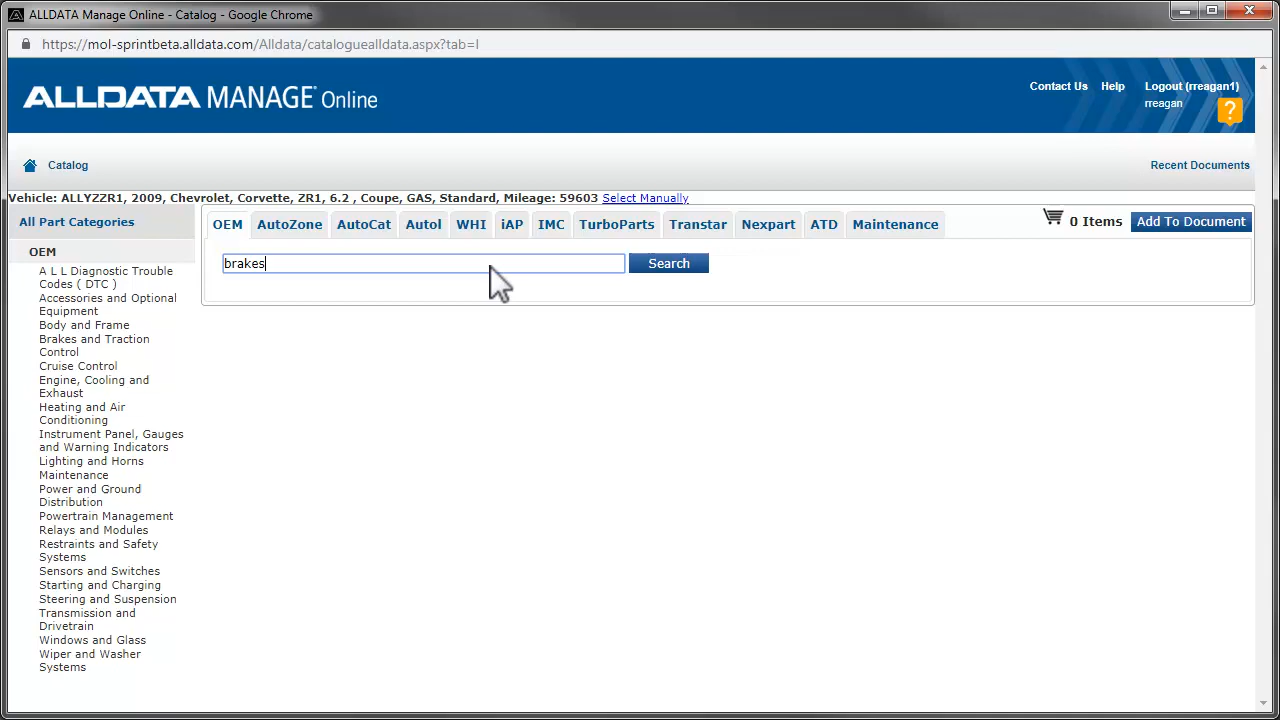 ALLDATA Manage Online - Catalog - Google Chrome
https://mol-sprintbeta.alldata.com/Alldata/cataloguealldata.aspx?tab=I
ALLDATA MANAGE® Online
Contact Us Help Logout (rreagan1)
rreagan
?
Catalog
Recent Documents
Vehicle: ALLYZZR1, 2009, Chevrolet, Corvette, ZR1, 6.2 , Coupe, GAS, Standard, Mileage: 59603 Select Manually
All Part Categories
OEM AutoZone AutoCat AutoI WHI iAP IMC TurboParts Transtar Nexpart ATD Maintenance
0 Items Add To Document
brakes Search
OEM
A L L Diagnostic Trouble
Codes ( DTC )
Accessories and Optional
Equipment
Body and Frame
Brakes and Traction
Control
Cruise Control
Engine, Cooling and
Exhaust
Heating and Air
Conditioning
Instrument Panel, Gauges
and Warning Indicators
Lighting and Horns
Maintenance
Power and Ground
Distribution
Powertrain Management
Relays and Modules
Restraints and Safety
Systems
Sensors and Switches
Starting and Charging
Steering and Suspension
Transmission and
Drivetrain
Windows and Glass
Wiper and Washer
Systems